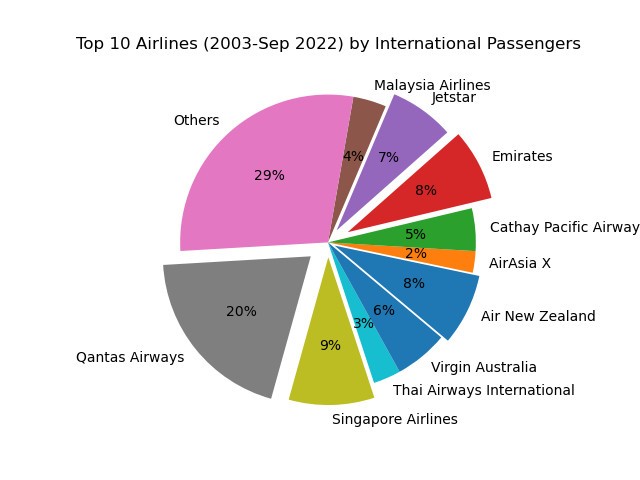 Top 10 Airlines (2003-Sep 2022) by International Passengers
Malaysia Airlines
Jetstar
Others
Emirates
4%
7%
29%
8%
Cathay Pacific Airway
5%
2%
AirAsia X
8%
20%
6%
Air New Zealand
3%
9%
Qantas Airways
Virgin Australia
Thai Airways International
Singapore Airlines